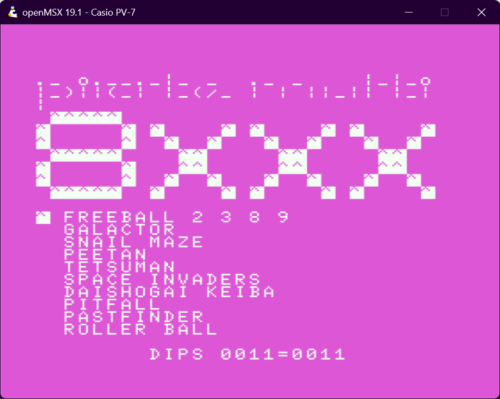 openMSX 19.1 - Casio PV-7
8XXX
FREEBALL 2 3 8 9
GALACTOR
SNAIL MAZE
PEETAN
TETSUMAN
SPACE INVADERS
DAISHOGAI KEIBA
PITFALL
PASTFINDER
ROLLER BALL
DIPS 0011=0011